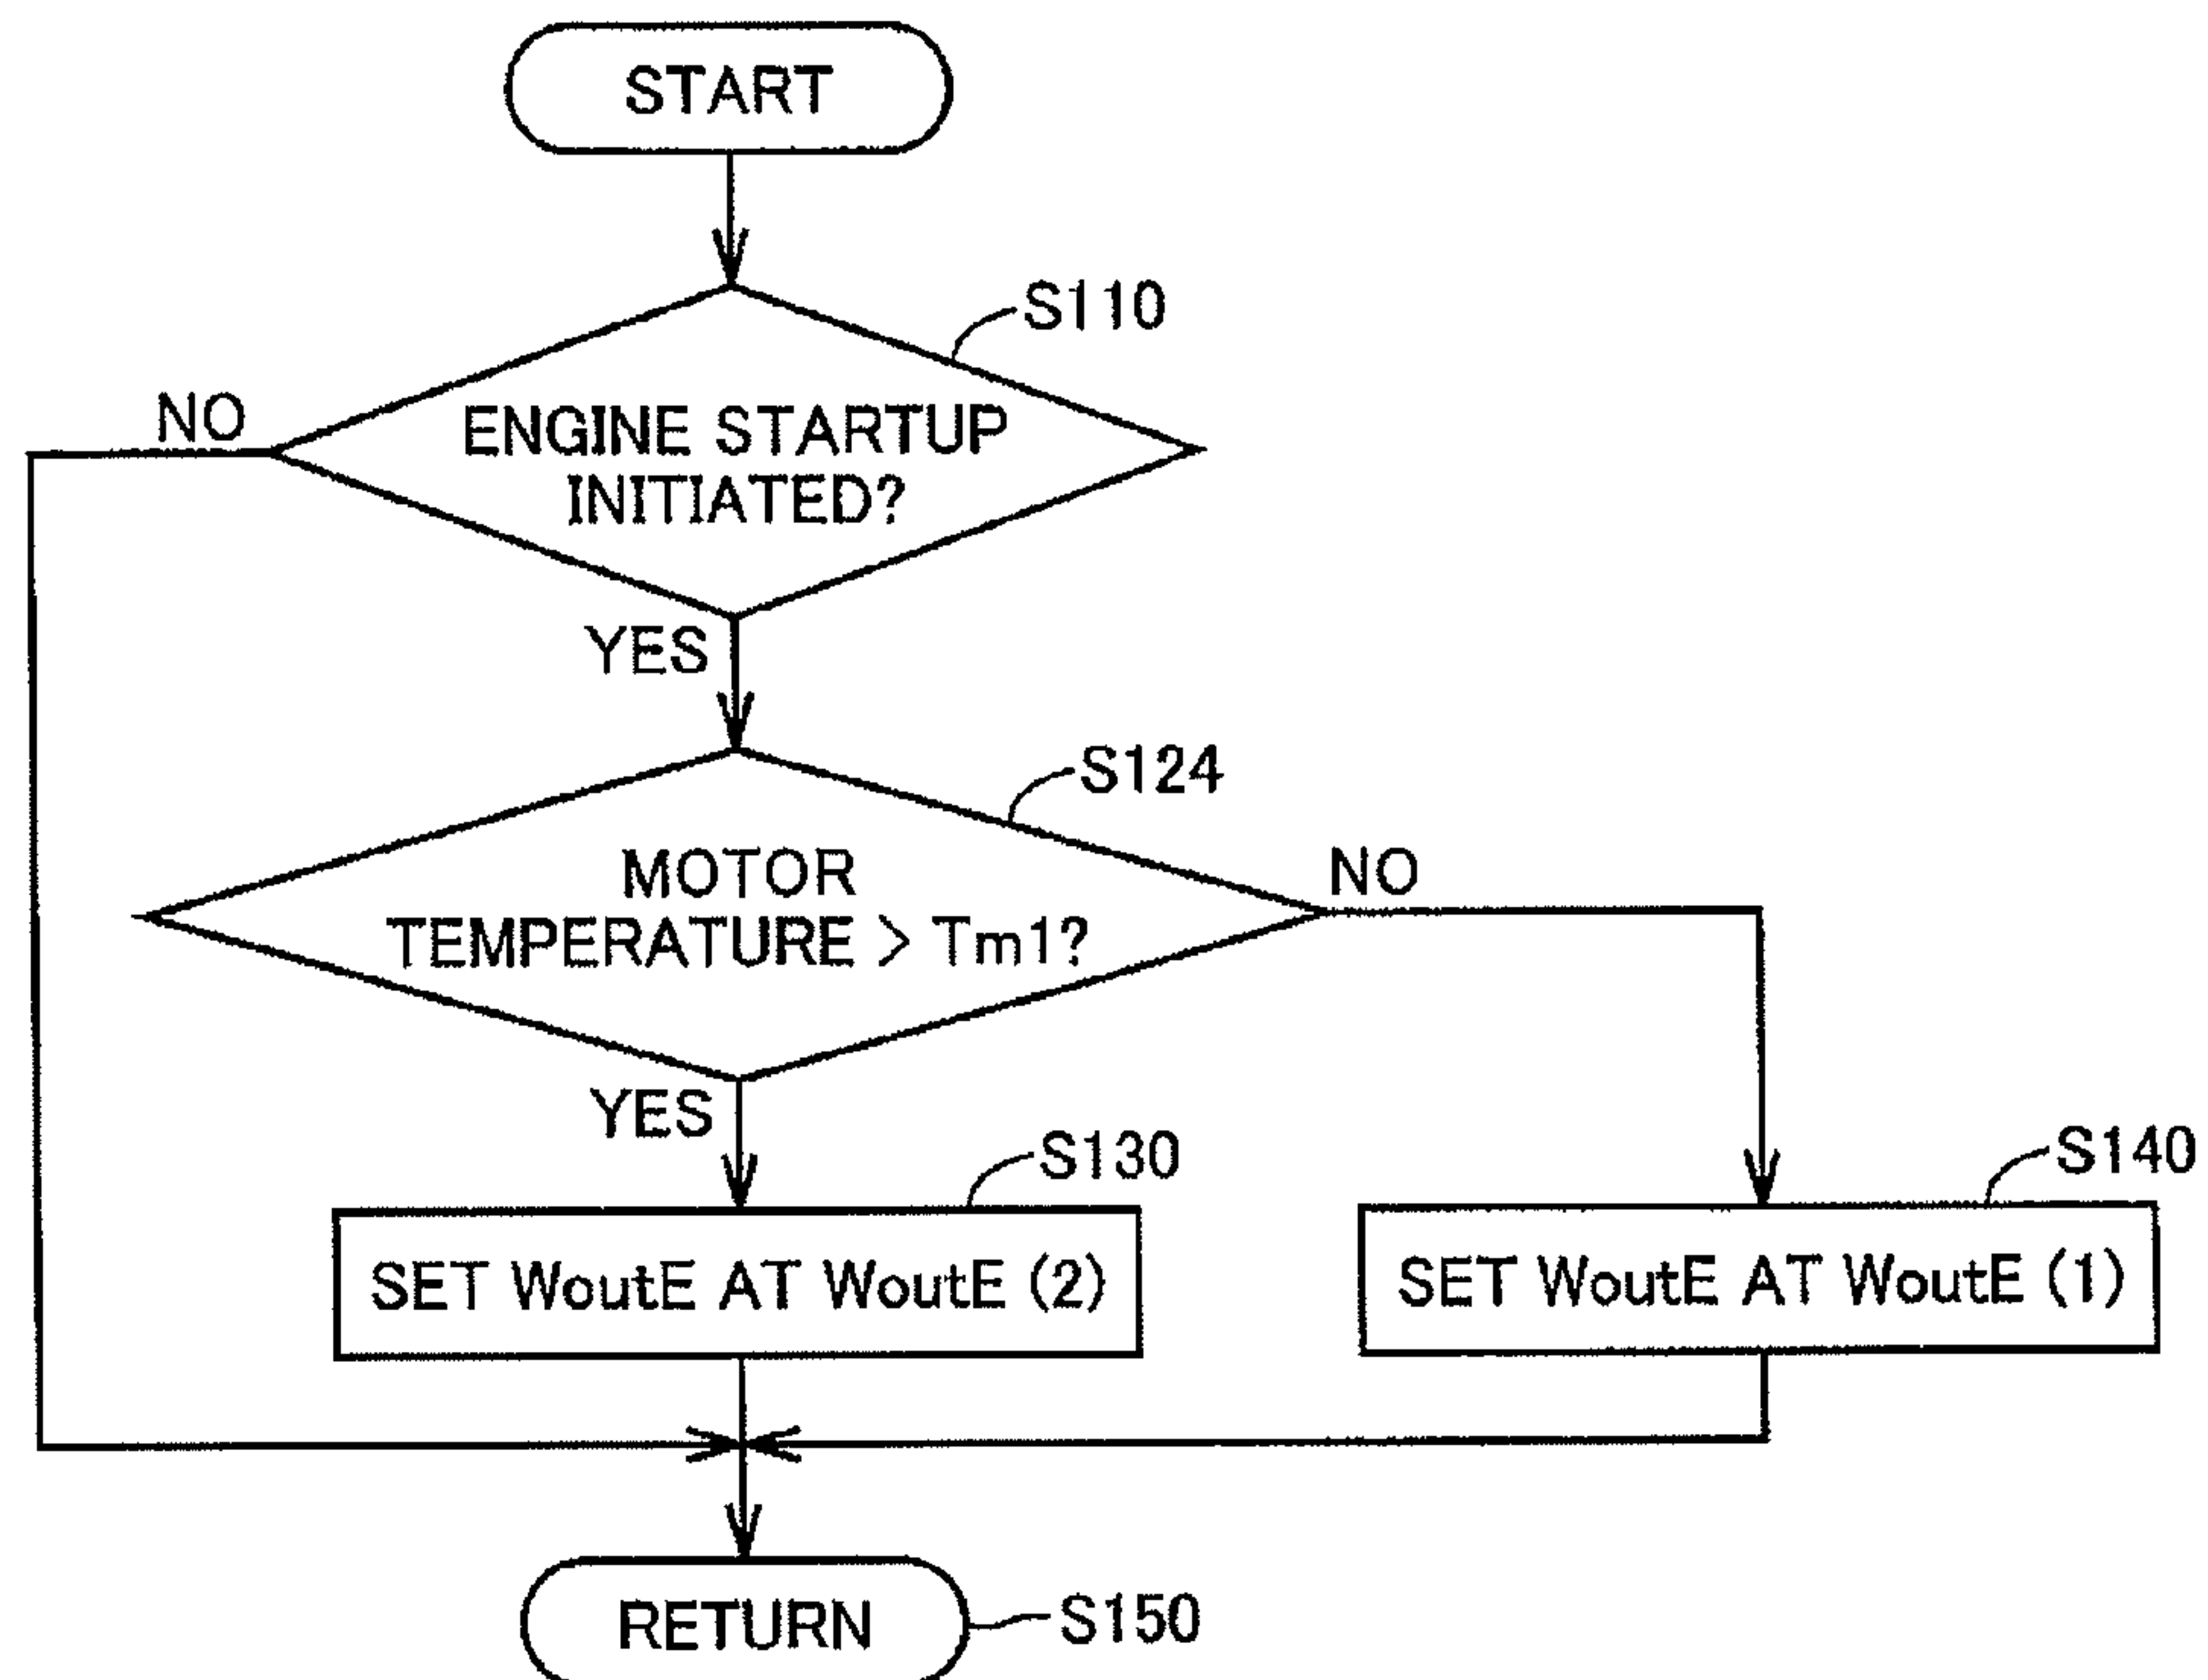 START
S110
NO
ENGINE STARTUP
INITIATED?
YES
S124
MOTOR
TEMPERATURE > Tm1?
NO
YES
S130
S140
SET WoutE AT WoutE (2)
SET WoutE AT WoutE (1)
RETURN
S150